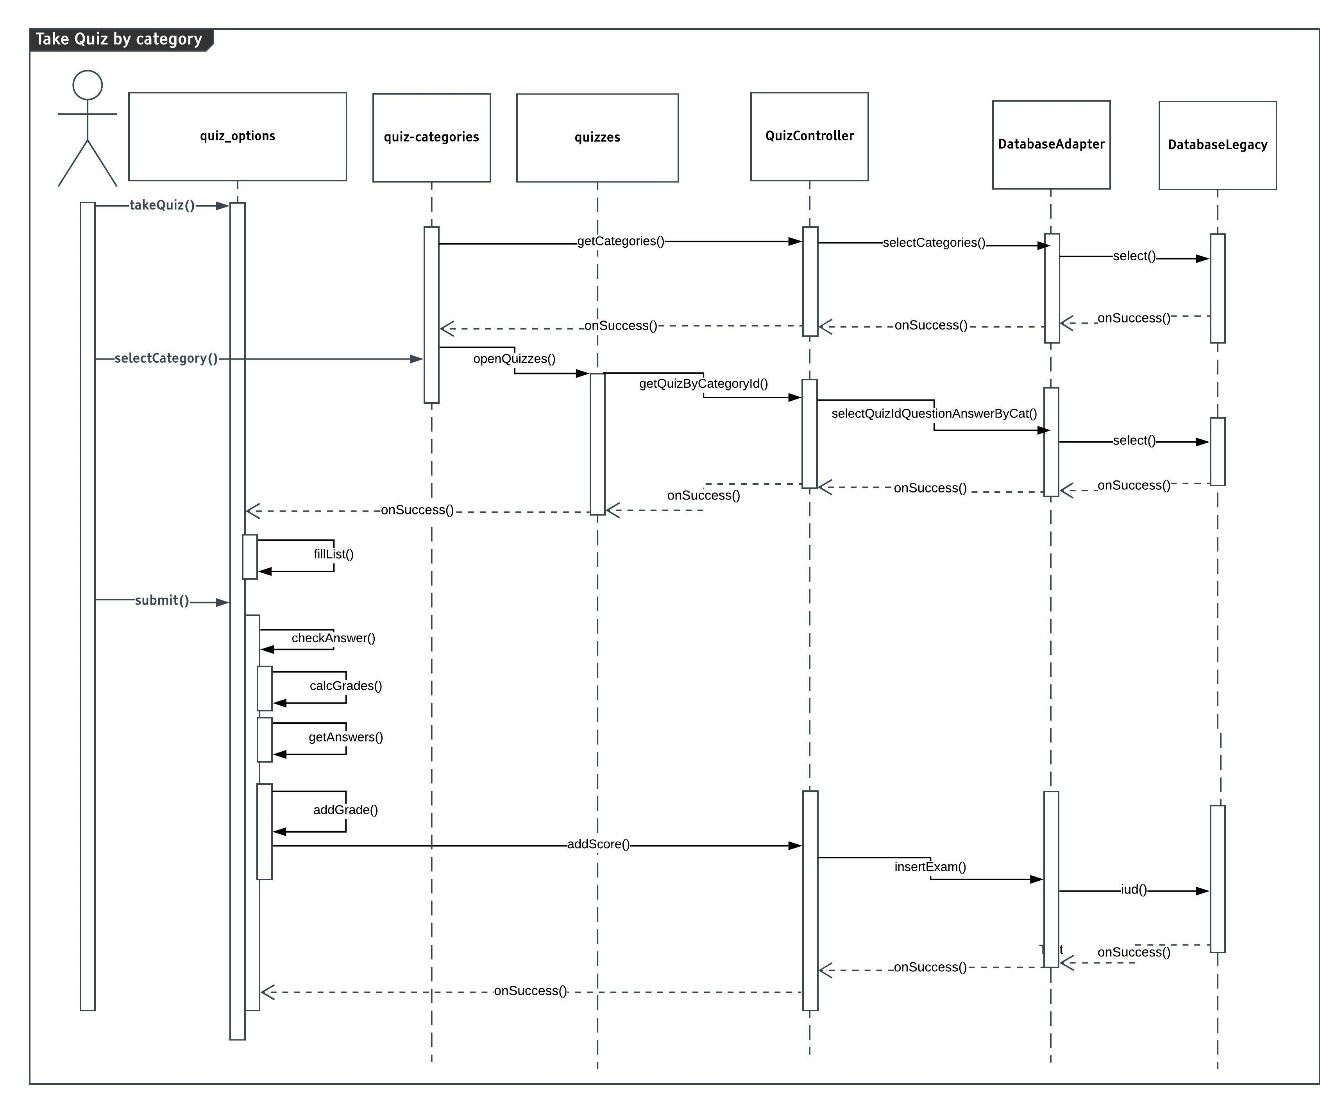 Take Quiz by category
quiz_options
quiz-categories
quizzes
QuizController
DatabaseAdapter
DatabaseLegacy
takeQuiz()
getCategories()
selectCategories()
select()
onSuccess()
onSuccess()
onSuccess()
selectCategory()
openQuizzes()
getQuizByCategoryId()
selectQuizIdQuestionAnswerByCat()
select()
onSuccess()
onSuccess()
onSuccess()
onSuccess()
fillList()
submit()
checkAnswer()
calcGrades()
getAnswers()
addGrade()
addScore()
insertExam()
iud()
onSuccess()
onSuccess()
onSuccess()